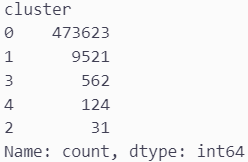 cluster
0    473623
1      9521
3       562
4       124
2        31
Name: count, dtype: int64